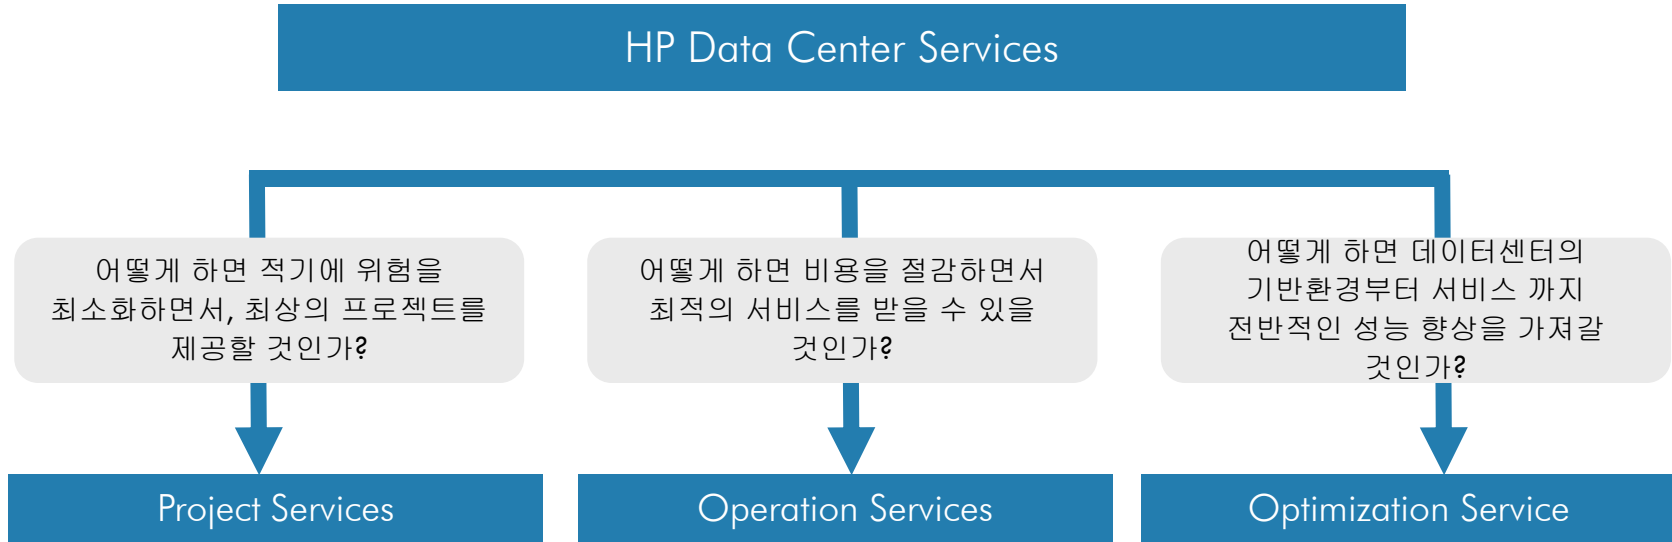 HP Data Center Services
어떻게 하면 적기에 위험을
최소화하면서, 최상의 프로젝트를
제공할 것인가?
어떻게 하면 비용을 절감하면서
최적의 서비스를 받을 수 있을
것인가?
어떻게 하면 데이터센터의
기반환경부터 서비스 까지
전반적인 성능 향상을 가져갈
것인가?
Project Services
Operation Services
Optimization Service